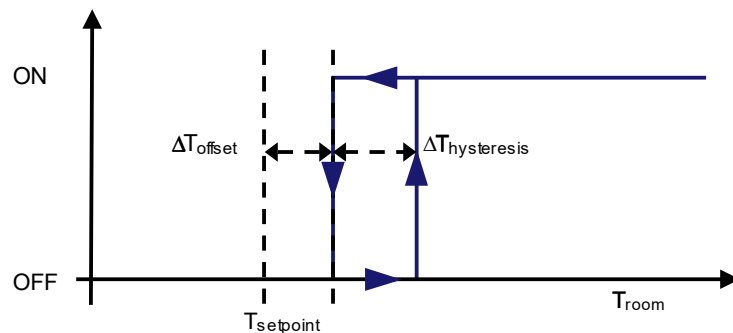 ON
ΔToffset
ΔThysteresis
OFF
Tsetpoint
Troom